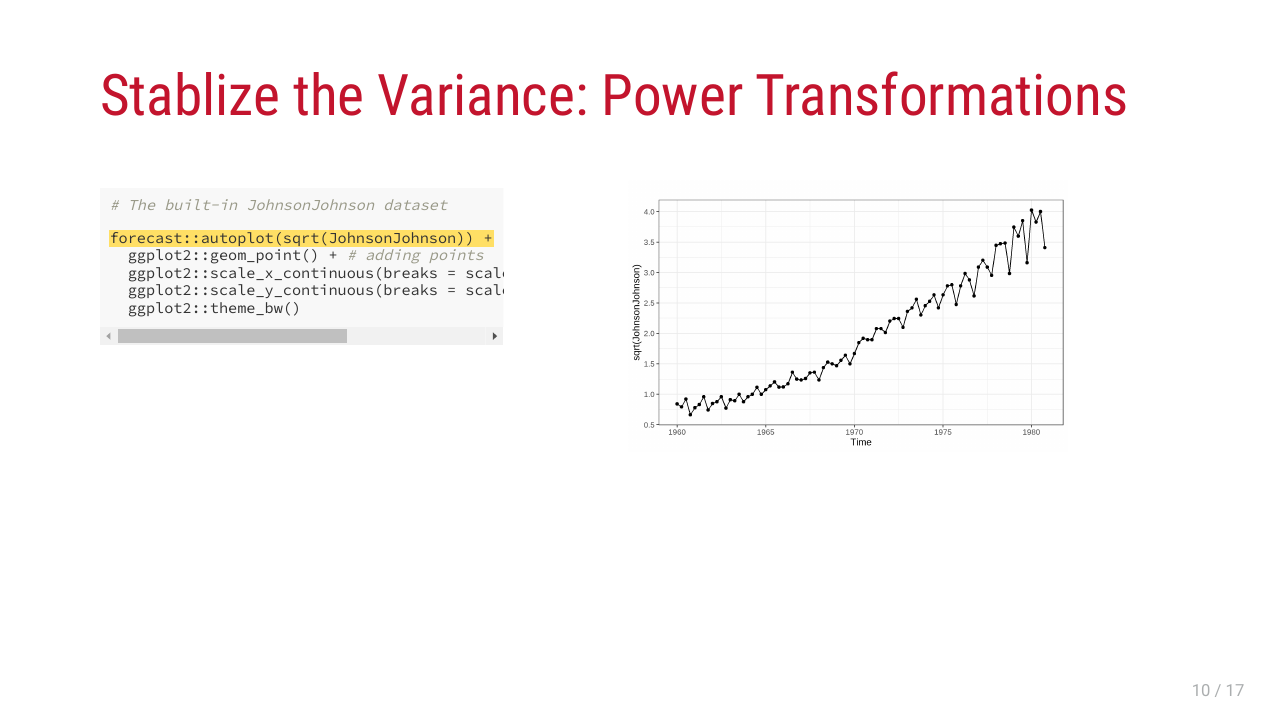 Stablize the Variance: Power Transformations
# The built-in JohnsonJohnson dataset
forecast::autoplot(sqrt(JohnsonJohnson)) +
ggplot2::geom_point() + # adding points
ggplot2::scale_x_continuous(breaks = scale
ggplot2::scale_y_continuous(breaks = scale
ggplot2::theme_bw()
sqrt(JohnsonJohnson)
4.0
3.5
3.0
2.5
2.0
1.5
1.0
0.5
1960 1965 1970 1975 1980
Time
10 / 17